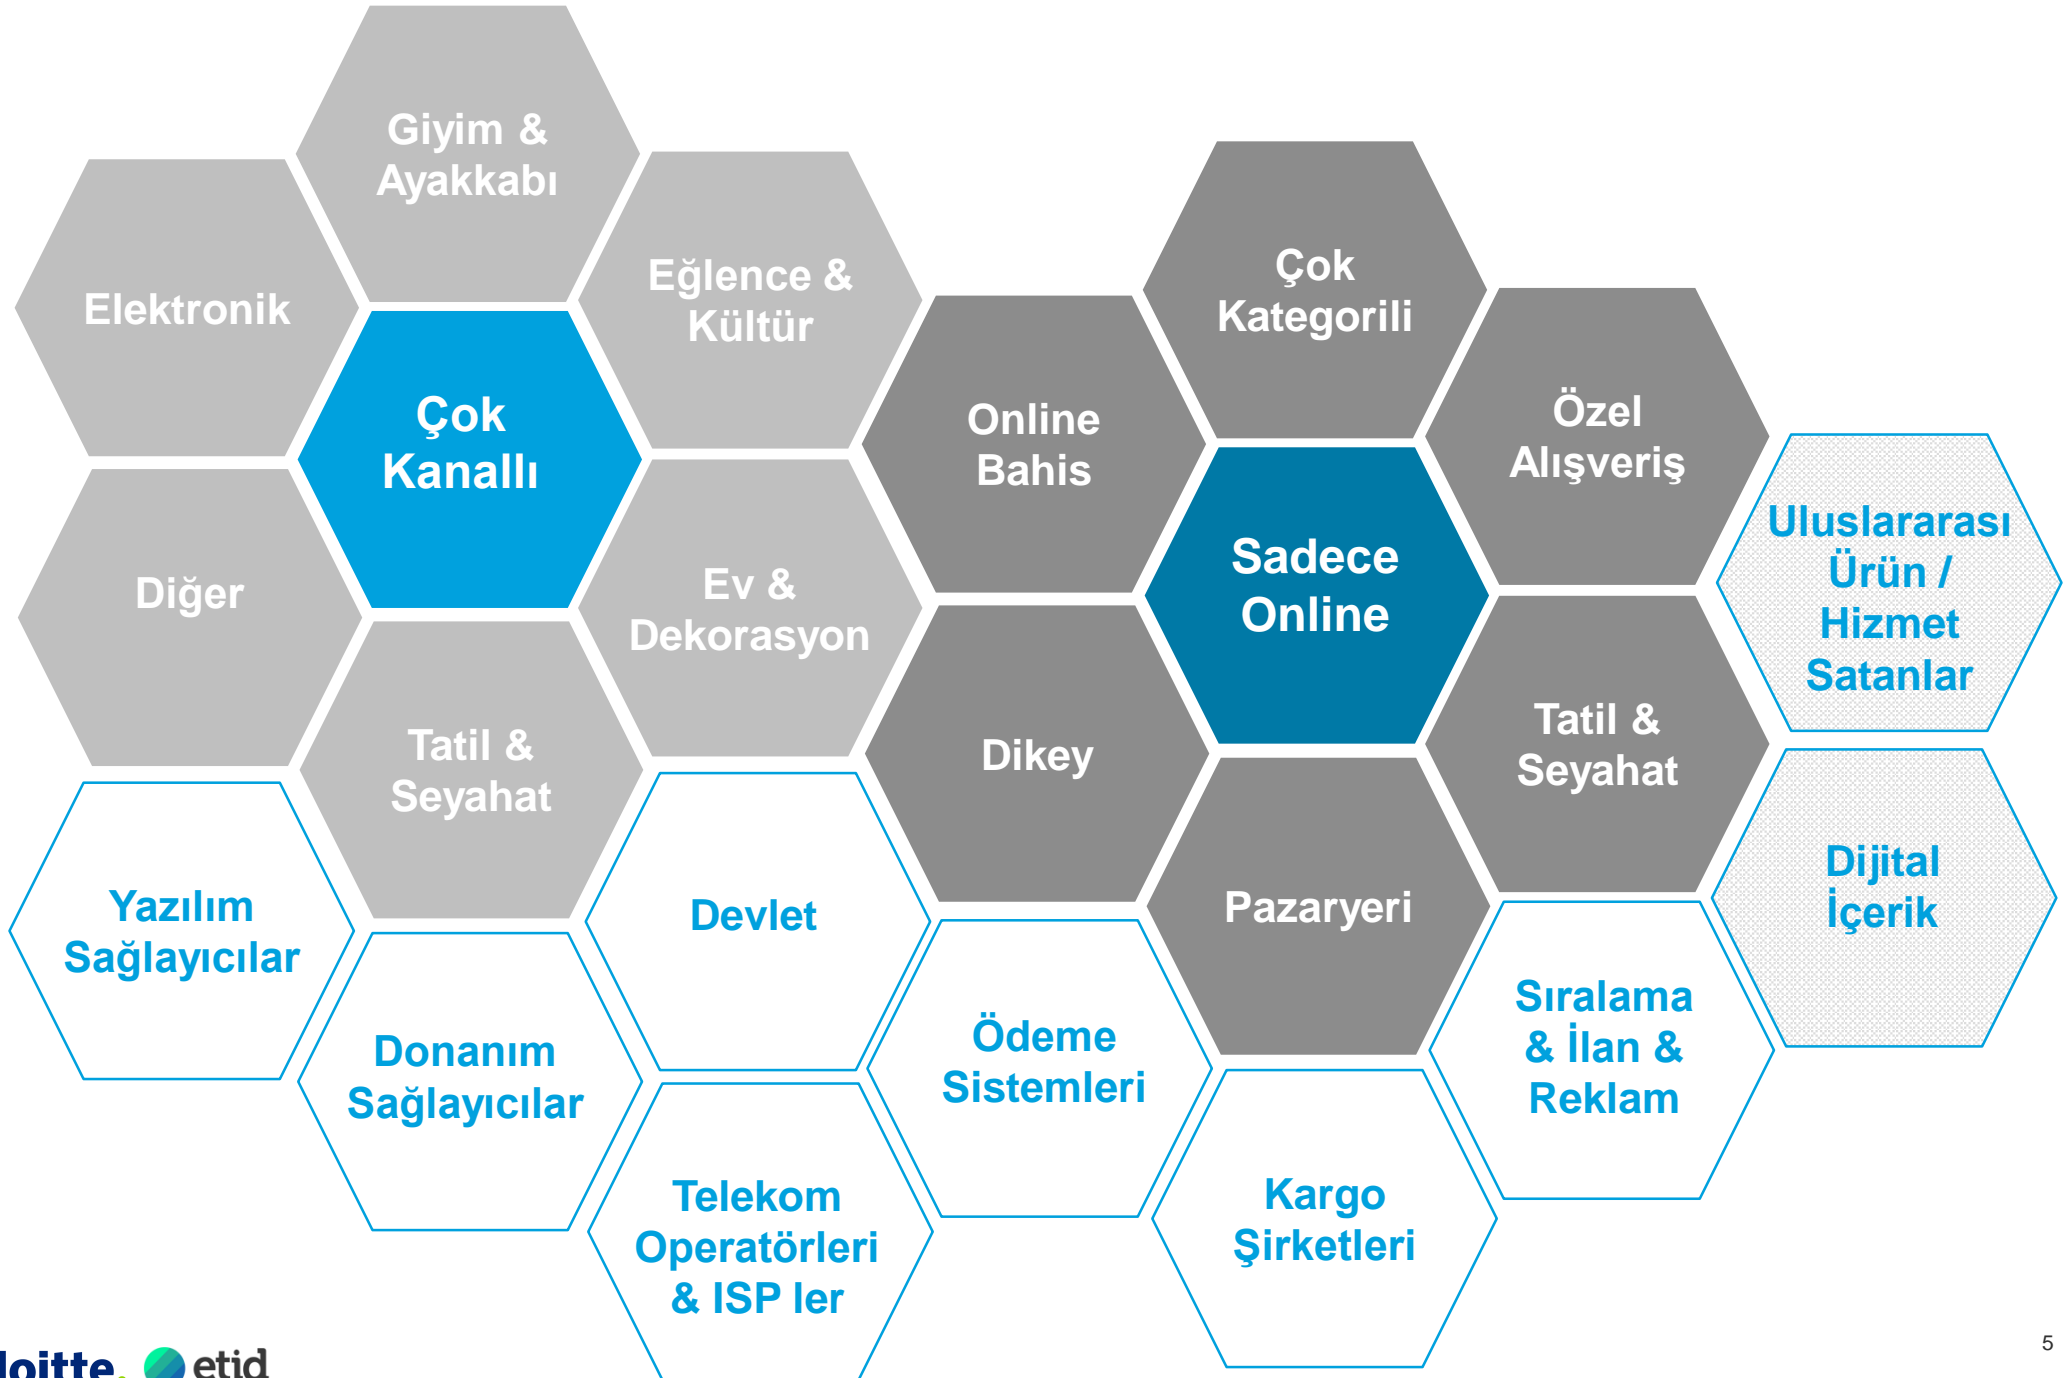 Giyim &
Ayakkabı
Elektronik
Eğlence &
Kültür
Çok
Kanallı
Diğer
Ev &
Dekorasyon
Tatil &
Seyahat
Çok
Kategorili
Online
Bahis
Özel
Alışveriş
Sadece
Online
Dikey
Tatil &
Seyahat
Pazaryeri
Uluslararası
Ürün /
Hizmet
Satanlar
Dijital
İçerik
Yazılım
Sağlayıcılar
Donanım
Sağlayıcılar
Devlet
Telekom
Operatörleri
& ISP ler
Ödeme
Sistemleri
Kargo
Şirketleri
Sıralama
& İlan &
Reklam
etid
5